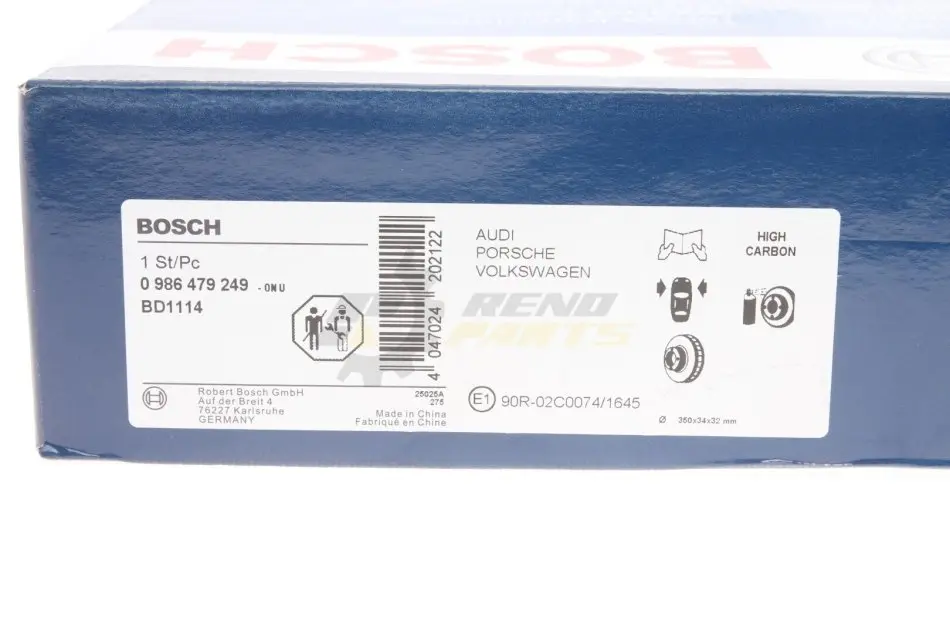 BOSCH
BOSCH
1 St/Pc
0 986 479 249 - 0NU
BD1114
4 047024 202122
AUDI
PORSCHE
VOLKSWAGEN
HIGH
CARBON
RENO
PARTS
Robert Bosch GmbH
Auf der Breit 4
76227 Karlsruhe
GERMANY
25025A
275
Made in China
Fabriqué en Chine
E1 90R-02C0074/1645
Ø 350x34x32 mm